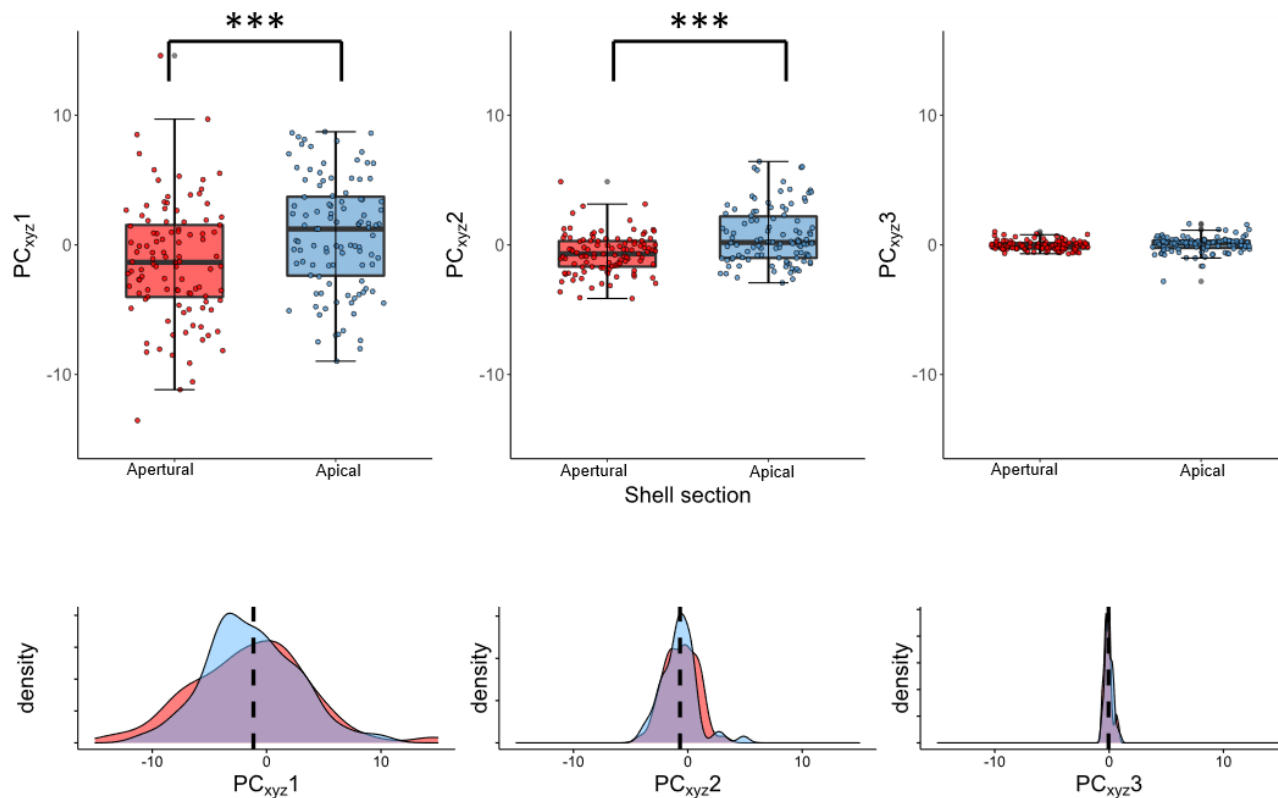 *** ***
PCxyz1
10
0
-10
Apertural Apical
PCxyz2
10
0
-10
Apertural Apical
Shell section
PCxyz3
10
0
-10
Apertural Apical
density
-10 0 10
PCxyz1
density
-10 0 10
PCxyz2
density
-10 0 10
PCxyz3